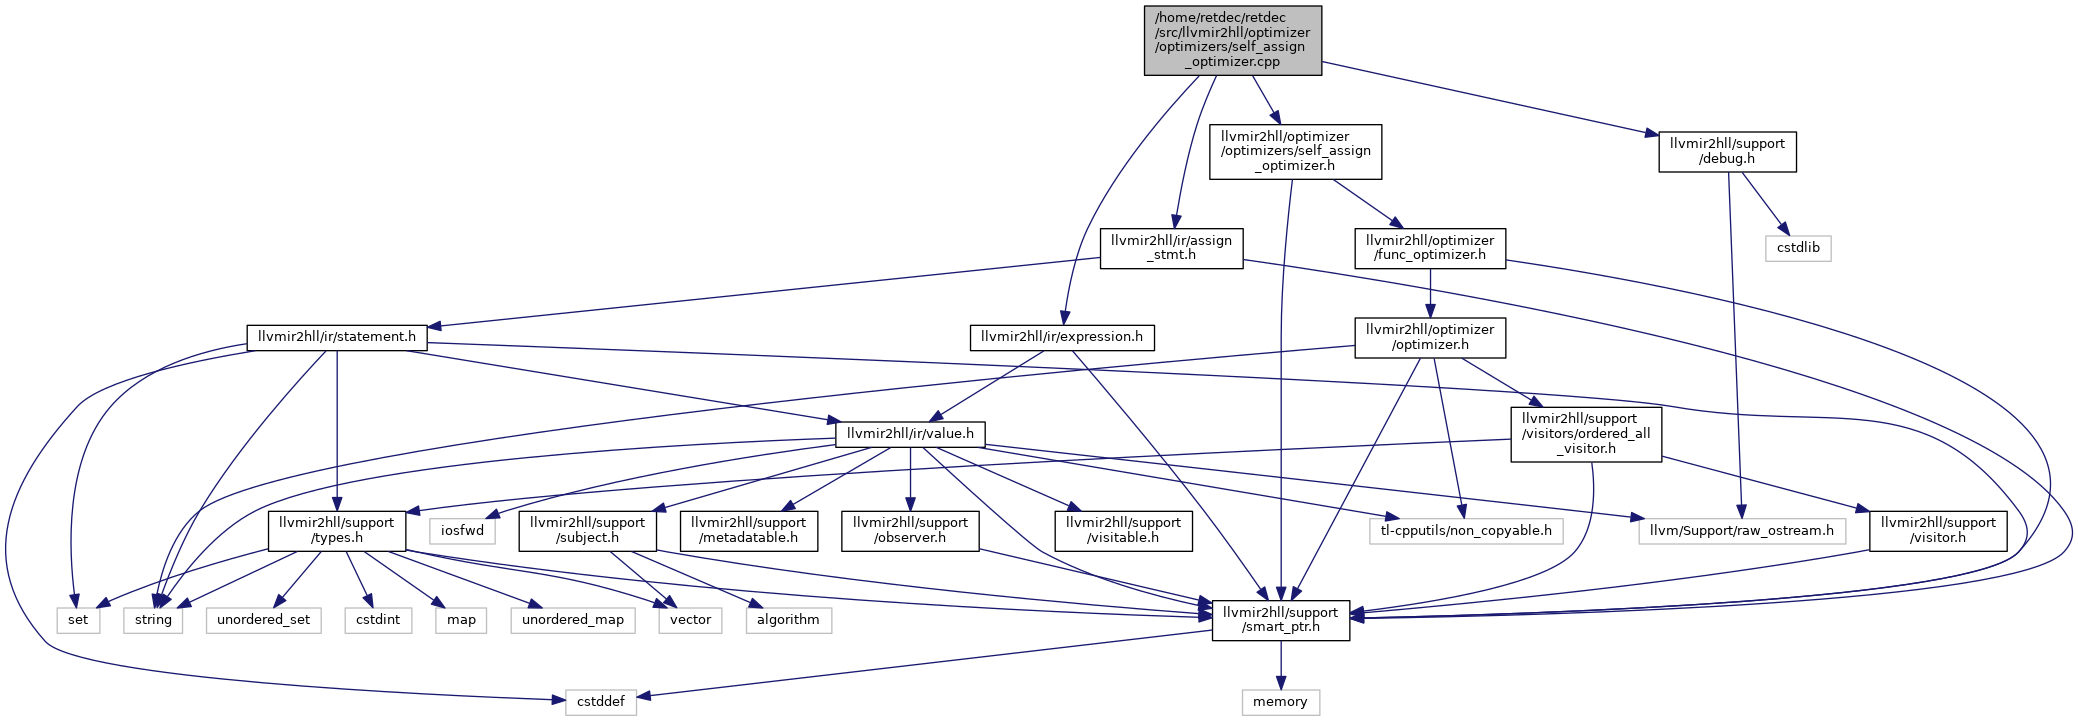 /home/retdec/retdec
/src/llvmir2hll/optimizer
/optimizers/self_assign
_optimizer.cpp
llvmir2hll/optimizer
/optimizers/self_assign
_optimizer.h
llvmir2hll/support
/debug.h
llvmir2hll/ir/assign
_stmt.h
llvmir2hll/optimizer
/func_optimizer.h
cstdlib
llvmir2hll/ir/statement.h
llvmir2hll/ir/expression.h
llvmir2hll/optimizer
/optimizer.h
llvmir2hll/ir/value.h
llvmir2hll/support
/visitors/ordered_all
_visitor.h
llvmir2hll/support
/types.h
iosfwd
llvmir2hll/support
/subject.h
llvmir2hll/support
/metadatable.h
llvmir2hll/support
/observer.h
llvmir2hll/support
/visitable.h
tl-cpputils/non_copyable.h
llvm/Support/raw_ostream.h
llvmir2hll/support
/visitor.h
set
string
unordered_set
cstdint
map
unordered_map
vector
algorithm
llvmir2hll/support
/smart_ptr.h
cstddef
memory